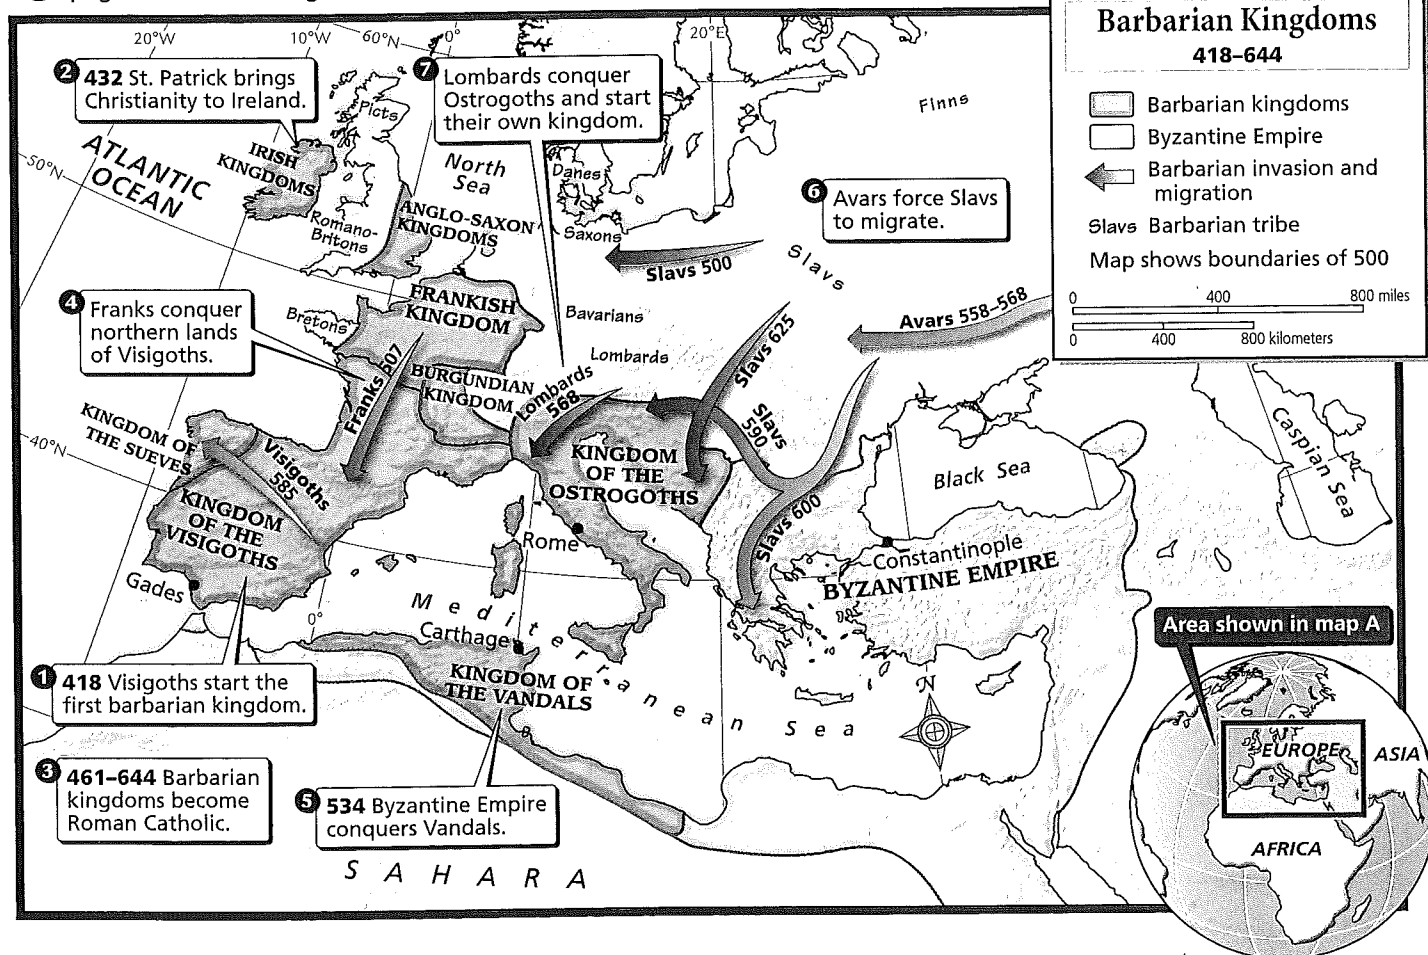 Barbarian Kingdoms
418–644
Barbarian kingdoms
Byzantine Empire
Barbarian invasion and
migration
Slavs Barbarian tribe
Map shows boundaries of 500
0 400 800 miles
0 400 800 kilometers
20°W
10°W
60°N
0°
20°E
50°N
40°N
0°
2 432 St. Patrick brings
Christianity to Ireland.
7 Lombards conquer
Ostrogoths and start
their own kingdom.
6 Avars force Slavs
to migrate.
4 Franks conquer
northern lands
of Visigoths.
1 418 Visigoths start the
first barbarian kingdom.
3 461–644 Barbarian
kingdoms become
Roman Catholic.
5 534 Byzantine Empire
conquers Vandals.
ATLANTIC
OCEAN
Picts
IRISH
KINGDOMS
North
Sea
Danes
Finns
Romano-
Britons
ANGLO-SAXON
KINGDOMS
Saxons
Slavs 500
Slavs
Bretons
FRANKISH
KINGDOM
Bavarians
Avars 558–568
Slavs 625
Lombards
Franks 507
BURGUNDIAN
KINGDOM
Lombards
568
Slavs
590
KINGDOM OF
THE SUEVES
Visigoths
585
KINGDOM
OF THE
VISIGOTHS
KINGDOM
OF THE
OSTROGOTHS
Black Sea
Caspian Sea
Slavs 600
Rome
Constantinople
BYZANTINE EMPIRE
Gades
Carthage
Mediterranean Sea
KINGDOM OF
THE VANDALS
N
SAHARA
Area shown in map A
EUROPE
ASIA
AFRICA